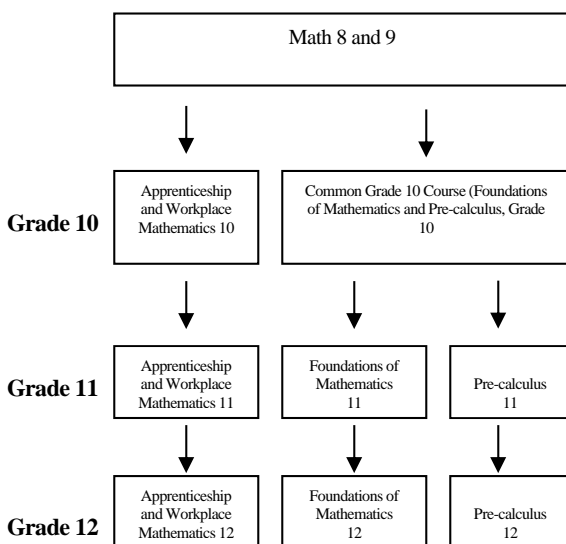 Math 8 and 9
Grade 10
Apprenticeship
and Workplace
Mathematics 10
Common Grade 10 Course (Foundations
of Mathematics and Pre-calculus, Grade
10
Grade 11
Apprenticeship
and Workplace
Mathematics 11
Foundations of
Mathematics
11
Pre-calculus
11
Grade 12
Apprenticeship
and Workplace
Mathematics 12
Foundations of
Mathematics
12
Pre-calculus
12